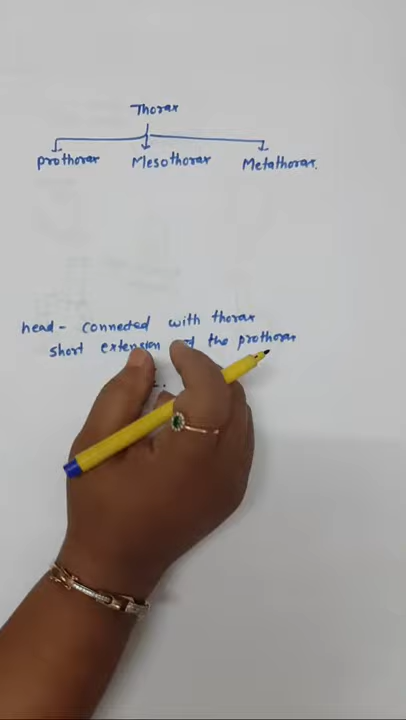 Thorax
Prothorax Mesothorax Metathorax.
head - connected with thorax
short extension the prothorax